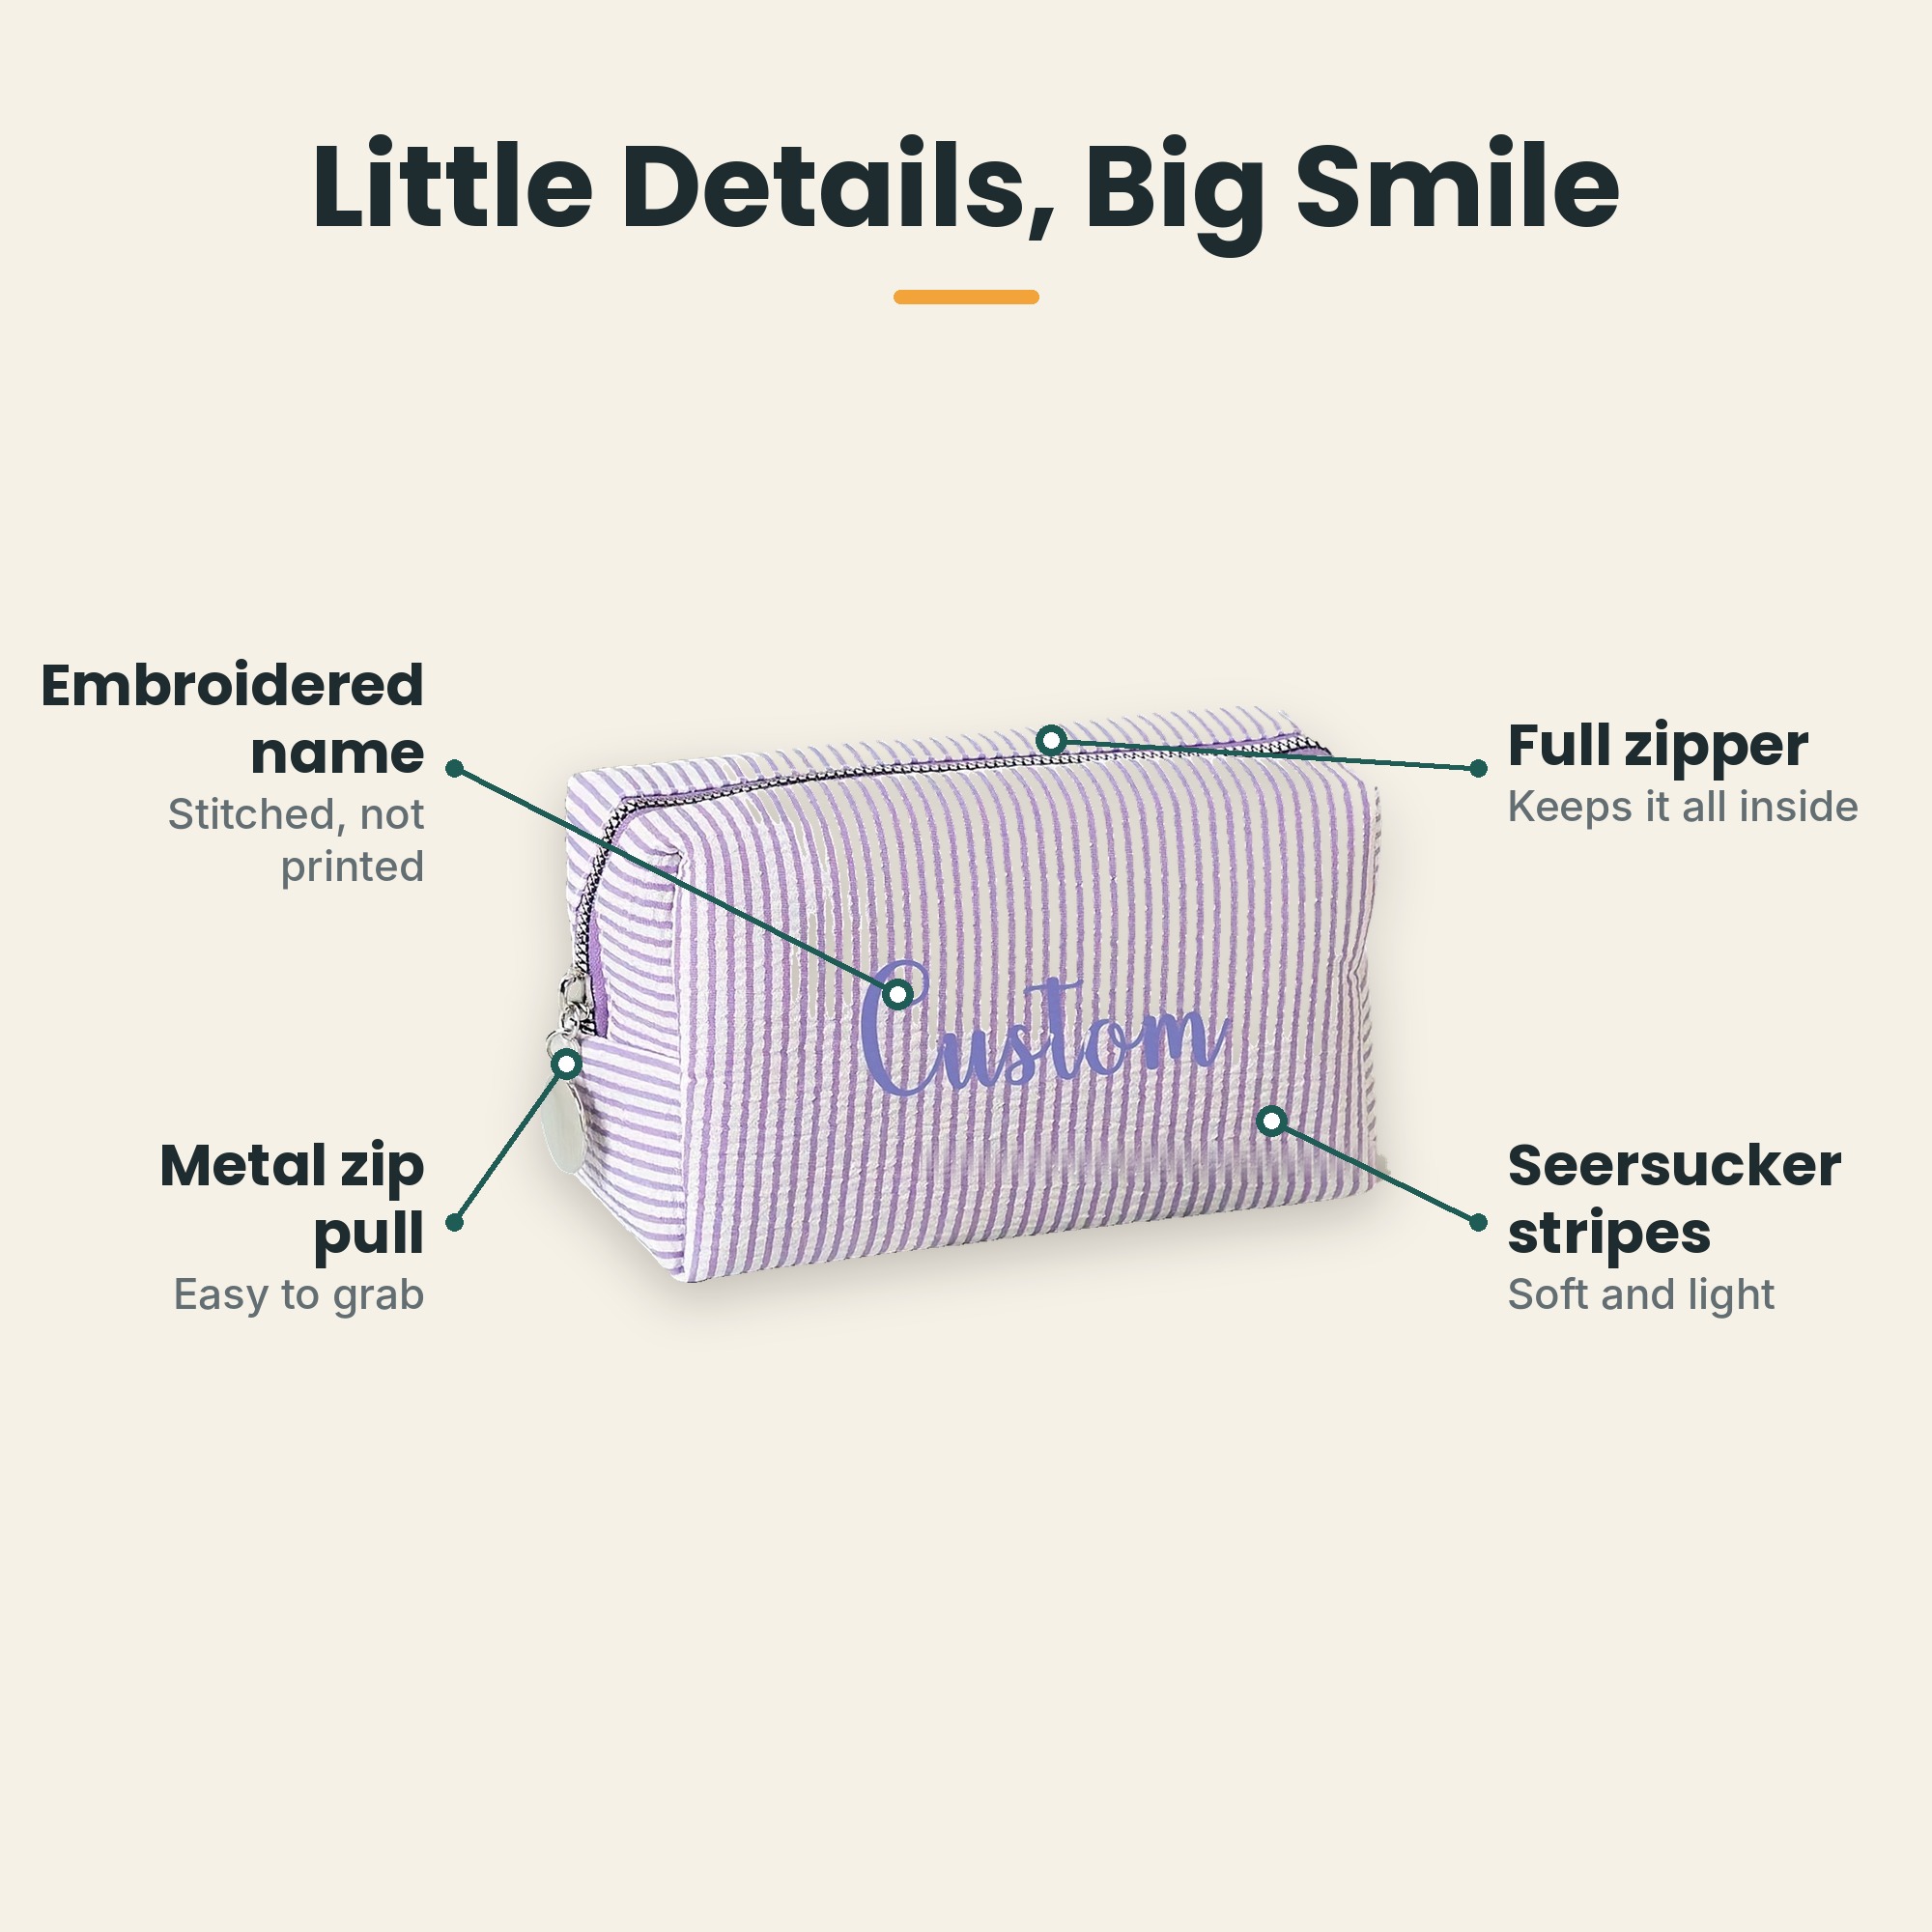 Little Details, Big Smile
Embroidered
name
Stitched, not
printed
Full zipper
Keeps it all inside
Custom
Metal zip
pull
Easy to grab
Seersucker
stripes
Soft and light